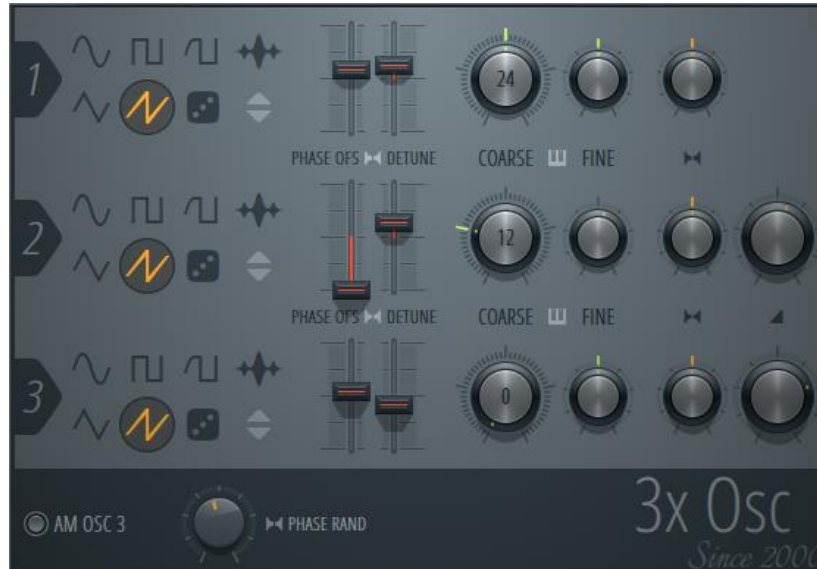 1
24
PHASE OFS DETUNE COARSE FINE
2
12
PHASE OFS DETUNE COARSE FINE
3
0
AM OSC 3 PHASE RAND 3x Osc
Since 2000